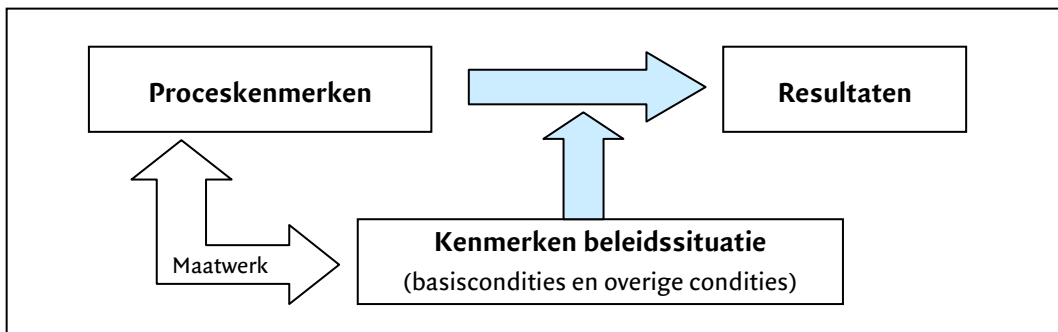 Proceskenmerken
Resultaten
Maatwerk
Kenmerken beleidssituatie
(basiscondities en overige condities)